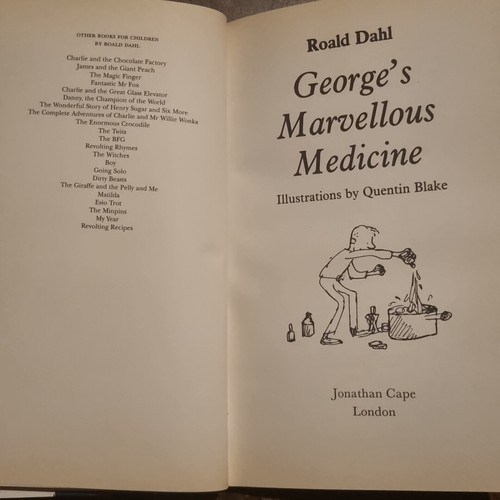 OTHER BOOKS FOR CHILDREN
BY ROALD DAHL
Charlie and the Chocolate Factory
James and the Giant Peach
The Magic Finger
Fantastic Mr Fox
Charlie and the Great Glass Elevator
Danny, the Champion of the World
The Wonderful Story of Henry Sugar and Six More
The Complete Adventures of Charlie and Mr Willie Wonka
The Enormous Crocodile
The Twits
The BFG
Revolting Rhymes
The Witches
Boy
Going Solo
Dirty Beasts
The Giraffe and the Pelly and Me
Matilda
Esio Trot
The Minpins
My Year
Revolting Recipes
Roald Dahl
George's
Marvellous
Medicine
Illustrations by Quentin Blake
Jonathan Cape
London